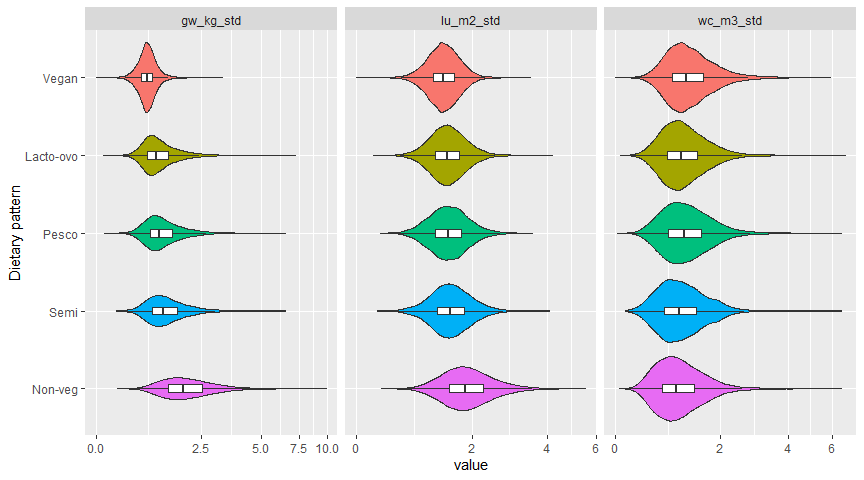 gw_kg_std lu_m2_std wc_m3_std
Dietary pattern
Vegan
Lacto-ovo
Pesco
Semi
Non-veg
0.0 2.5 5.0 7.5 10.0 0 2 4 6 0 2 4 6
value